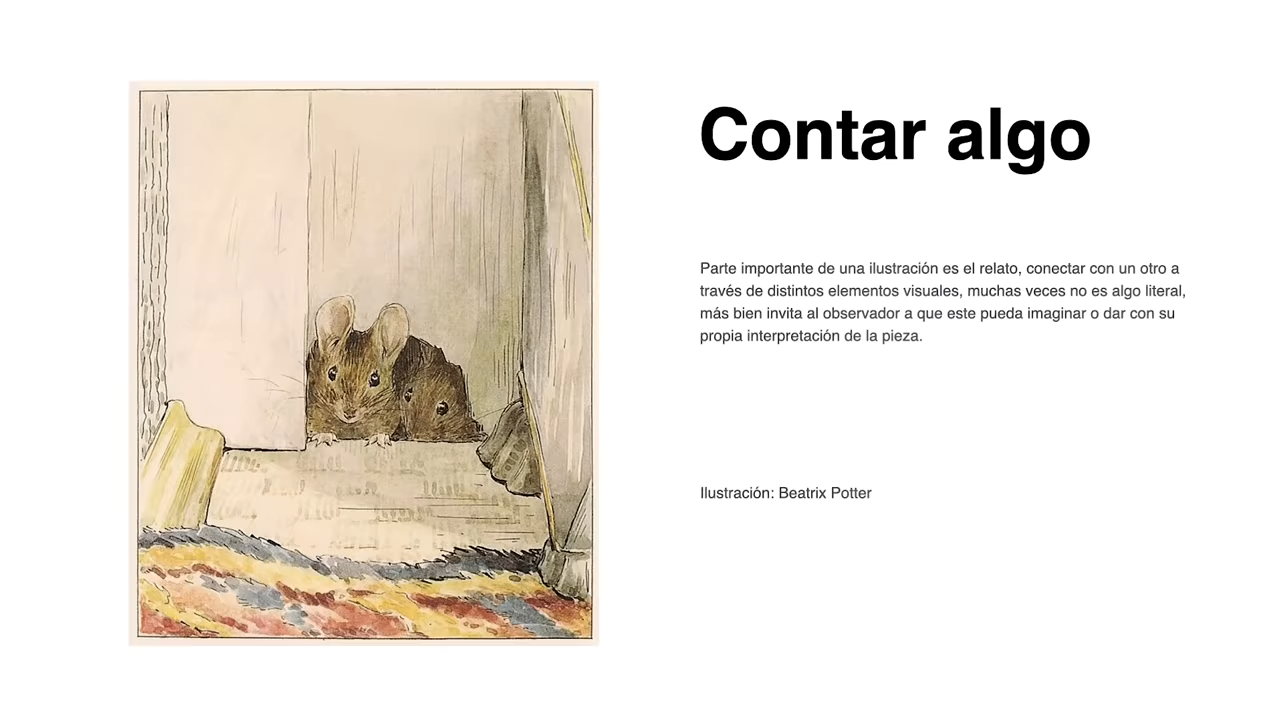 Contar algo
Parte importante de una ilustración es el relato, conectar con un otro a
través de distintos elementos visuales, muchas veces no es algo literal,
más bien invita al observador a que este pueda imaginar o dar con su
propia interpretación de la pieza.
Ilustración: Beatrix Potter